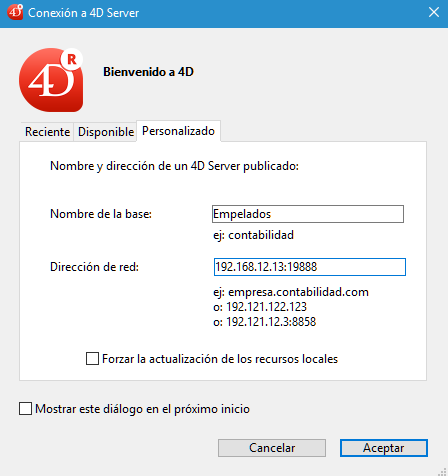 Conexión a 4D Server
4D R
Bienvenido a 4D
Reciente Disponible Personalizado
Nombre y dirección de un 4D Server publicado:
Nombre de la base: Empelados
ej: contabilidad
Dirección de red: 192.168.12.13:19888
ej: empresa.contabilidad.com
o: 192.121.122.123
o: 192.121.12.3:8858
Forzar la actualización de los recursos locales
Mostrar este diálogo en el próximo inicio
Cancelar Aceptar